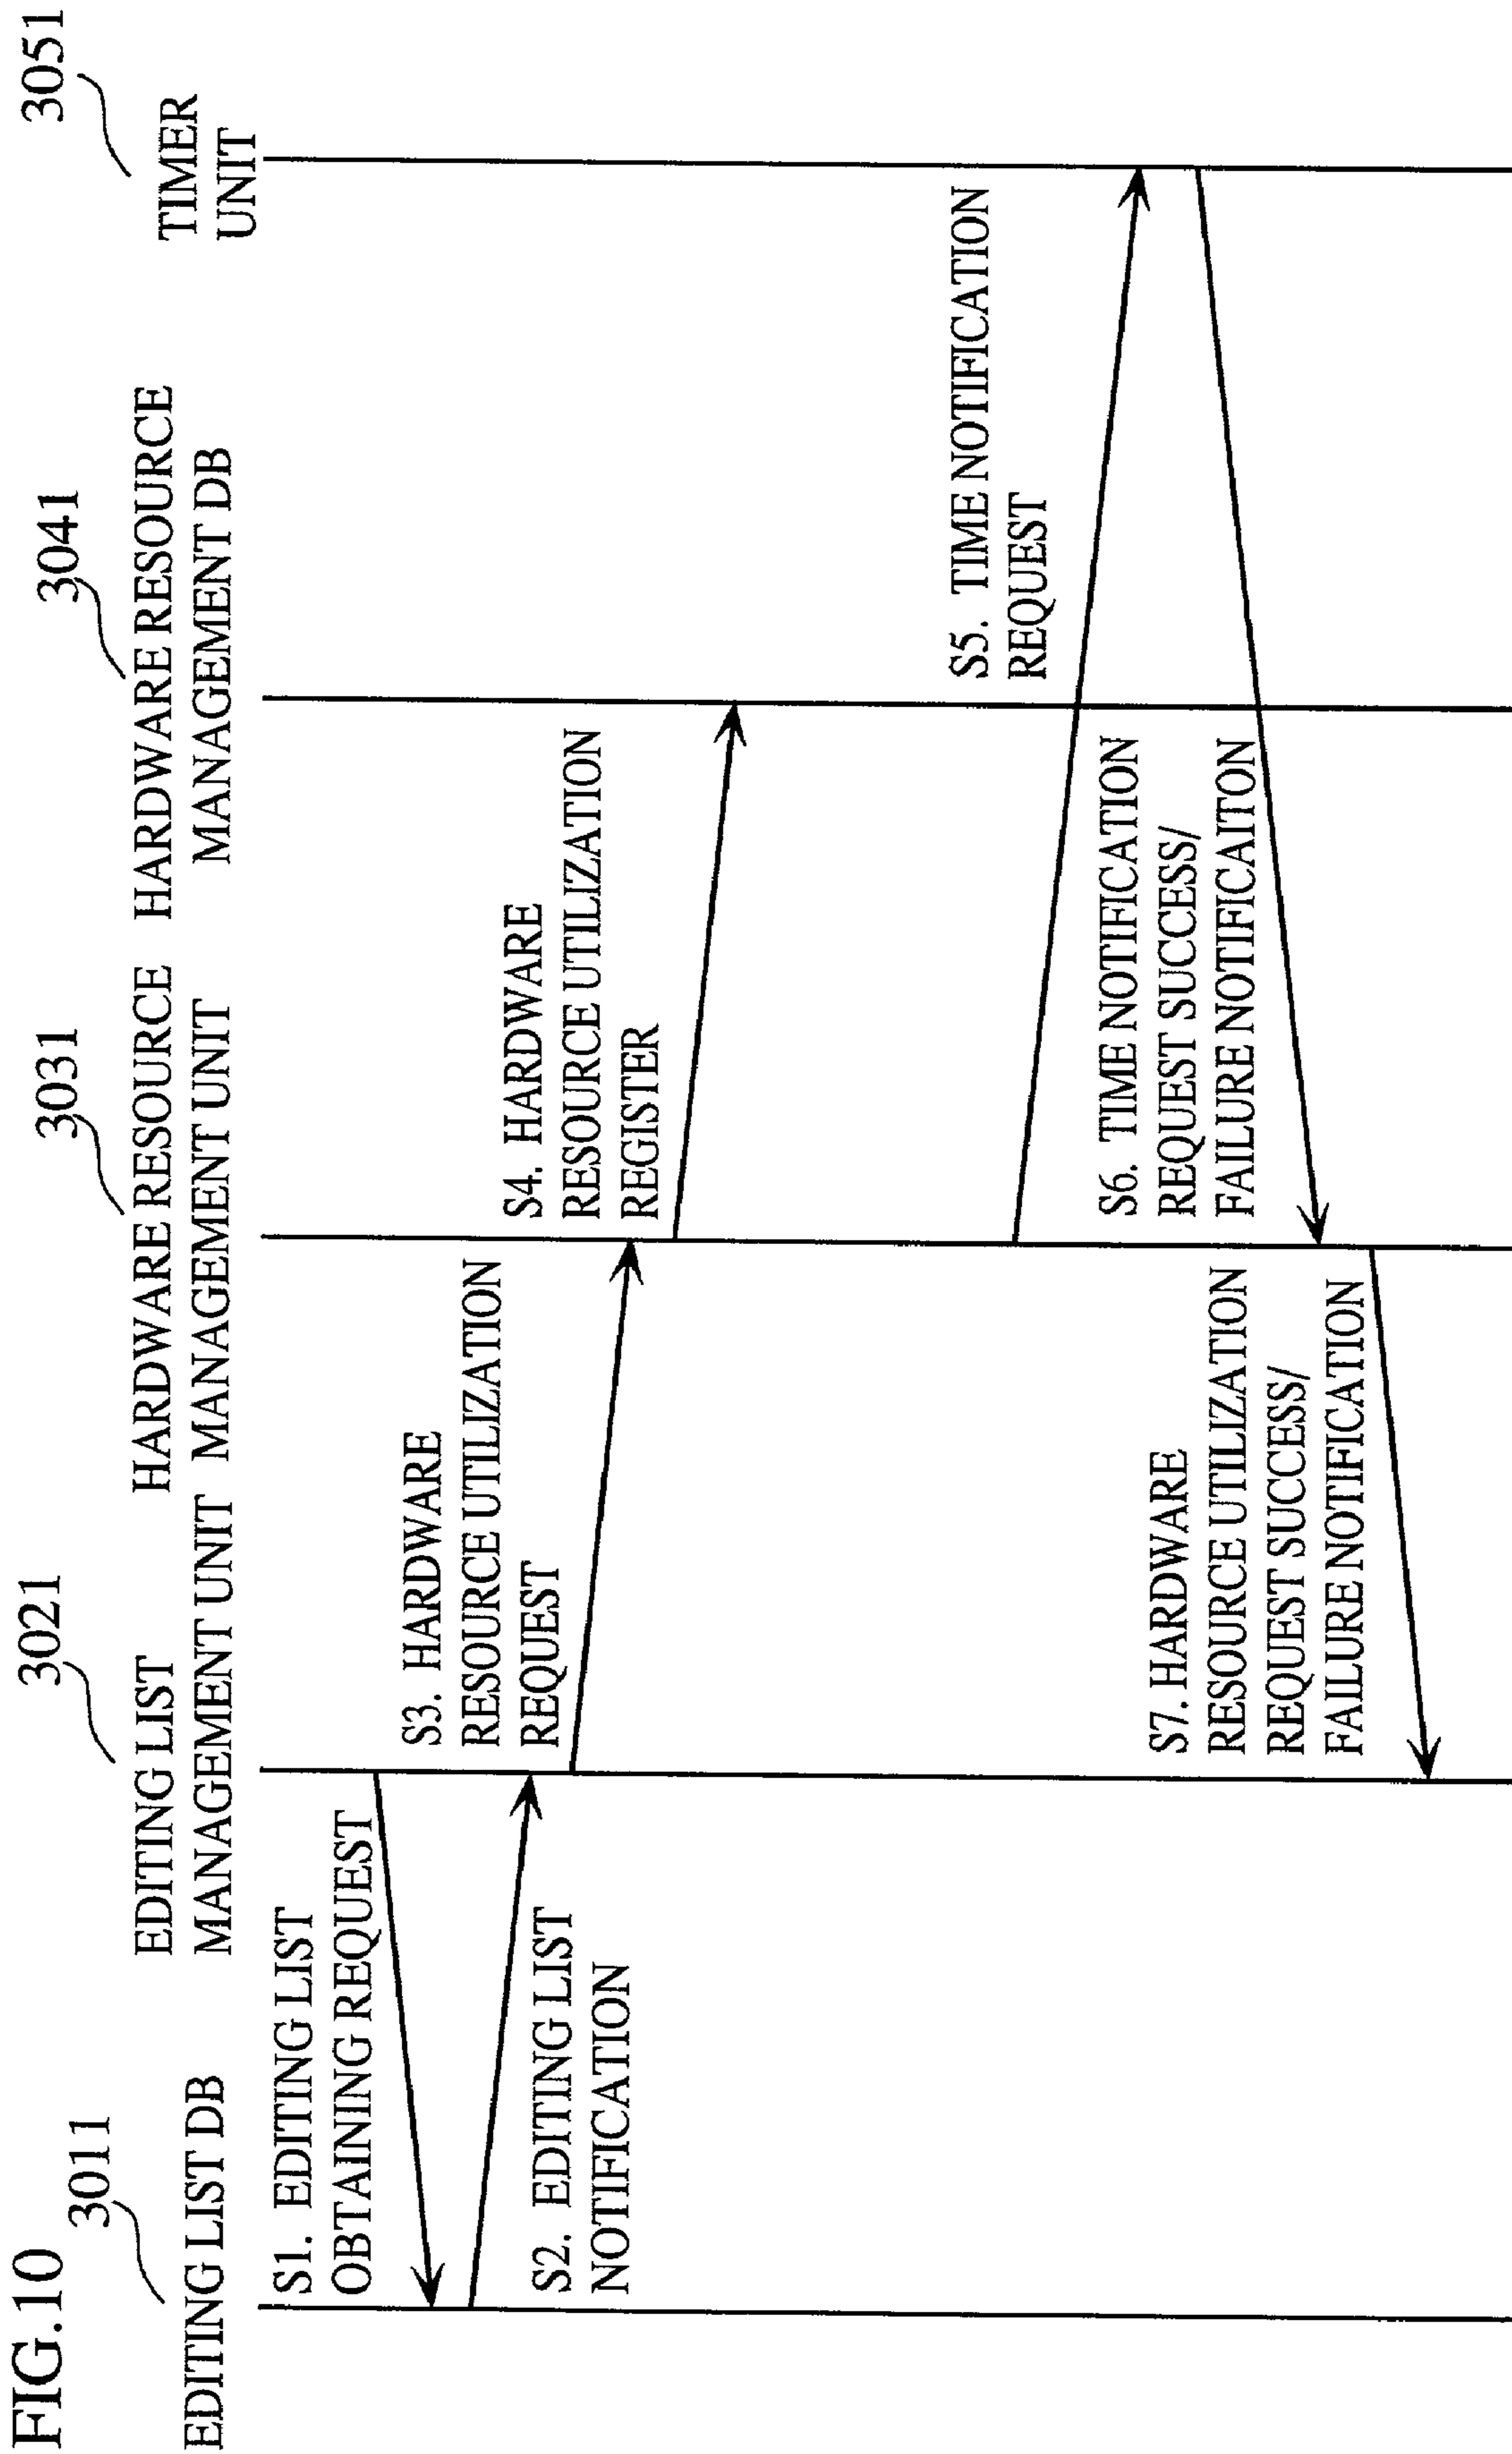 FIG.10
3011
EDITING LIST DB
3021
EDITING LIST
MANAGEMENT UNIT
3031
HARDWARE RESOURCE
MANAGEMENT UNIT
3041
HARDWARE RESOURCE
MANAGEMENT DB
3051
TIMER
UNIT
S1. EDITING LIST
OBTAINING REQUEST
S2. EDITING LIST
NOTIFICATION
S3. HARDWARE
RESOURCE UTILIZATION
REQUEST
S4. HARDWARE
RESOURCE UTILIZATION
REGISTER
S5. TIME NOTIFICATION
REQUEST
S6. TIME NOTIFICATION
REQUEST SUCCESS/
FAILURE NOTIFICAITON
S7. HARDWARE
RESOURCE UTILIZATION
REQUEST SUCCESS/
FAILURE NOTIFICATION